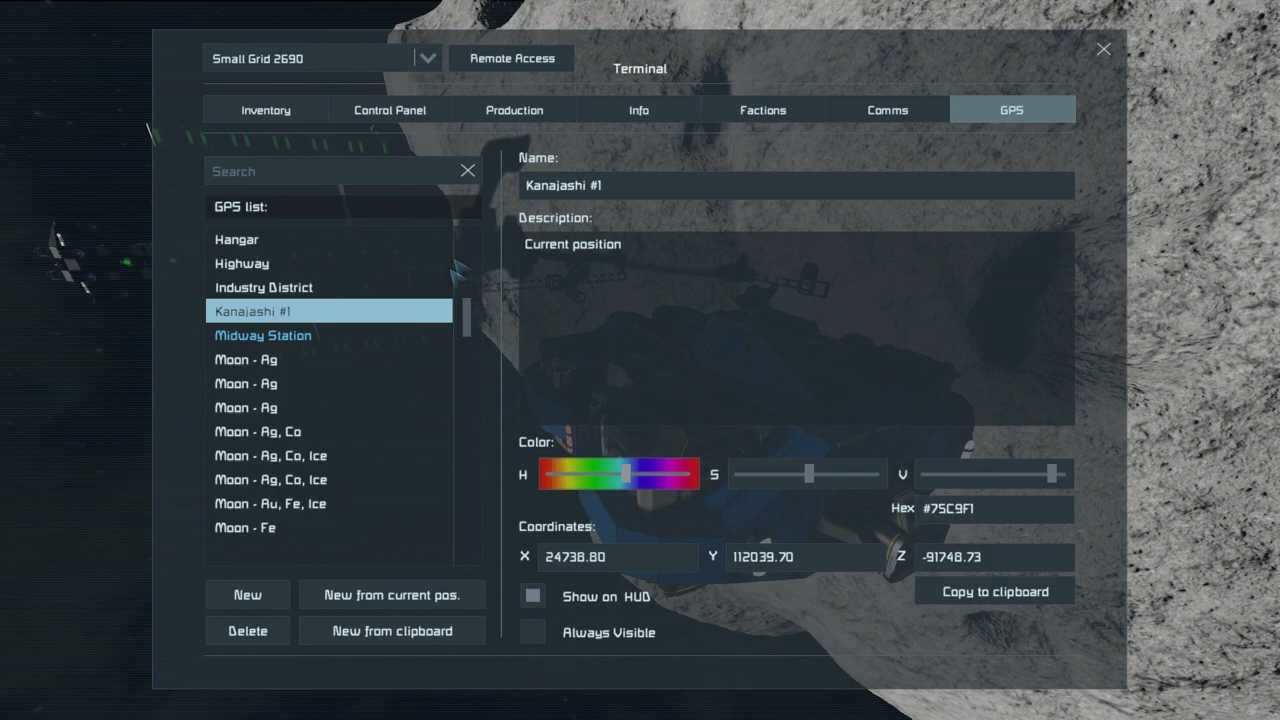 Small Grid 2690
Remote Access
Terminal
Inventory Control Panel Production Info Factions Comms GPS
Search
GPS list:
Hangar
Highway
Industry District
Kanajashi #1
Midway Station
Moon - Ag
Moon - Ag
Moon - Ag
Moon - Ag, Co
Moon - Ag, Co, Ice
Moon - Ag, Co, Ice
Moon - Au, Fe, Ice
Moon - Fe
New New from current pos.
Delete New from clipboard
Name:
Kanajashi #1
Description:
Current position
Color:
H S V
Hex #75C9F1
Coordinates:
X 24738.80 Y 112039.70 Z -91748.73
Copy to clipboard
Show on HUD
Always Visible